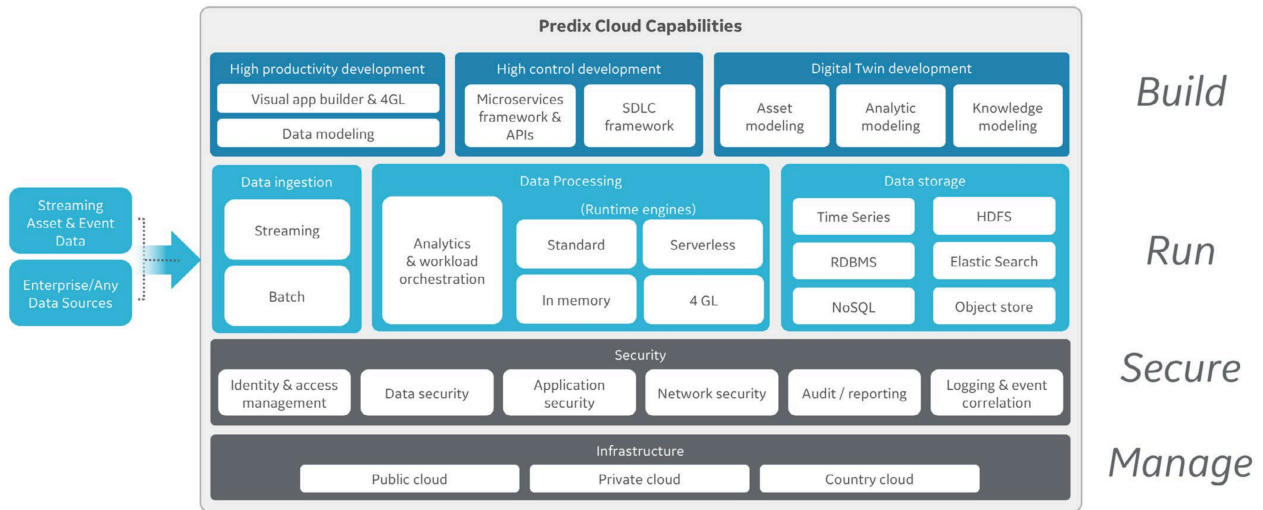 Predix Cloud Capabilities
High productivity development
Visual app builder & 4GL
Data modeling
High control development
Microservices
framework &
APIs
SDLC
framework
Digital Twin development
Asset
modeling
Analytic
modeling
Knowledge
modeling
Build
Streaming
Asset & Event
Data
Enterprise/Any
Data Sources
Data ingestion
Streaming
Batch
Data Processing
Analytics
& workload
orchestration
(Runtime engines)
Standard
Serverless
In memory
4 GL
Data storage
Time Series
HDFS
RDBMS
Elastic Search
NoSQL
Object store
Run
Security
Identity & access
management
Data security
Application
security
Network security
Audit / reporting
Logging & event
correlation
Secure
Infrastructure
Public cloud
Private cloud
Country cloud
Manage